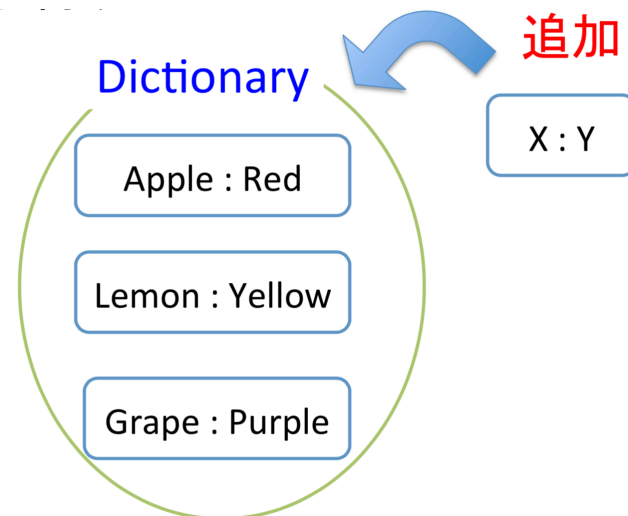 追加
Dictionary
X : Y
Apple : Red
Lemon : Yellow
Grape : Purple